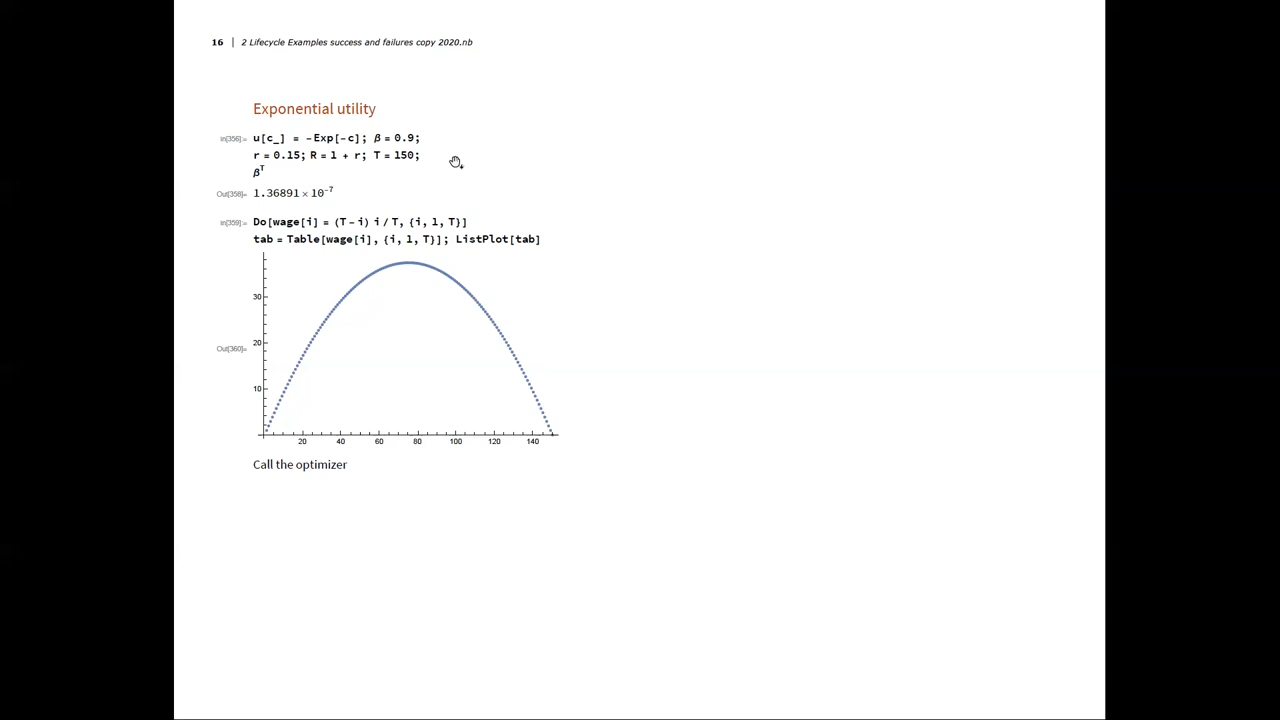 16 | 2 Lifecycle Examples success and failures copy 2020.nb
Exponential utility
In[356]:= u[c_] = -Exp[-c]; β = 0.9;
r = 0.15; R = 1 + r; T = 150;
β^T
Out[358]= 1.36891 × 10^-7
In[359]:= Do[wage[i] = (T - i) i / T, {i, 1, T}]
tab = Table[wage[i], {i, 1, T}]; ListPlot[tab]
30
20
Out[360]=
10
20 40 60 80 100 120 140
Call the optimizer